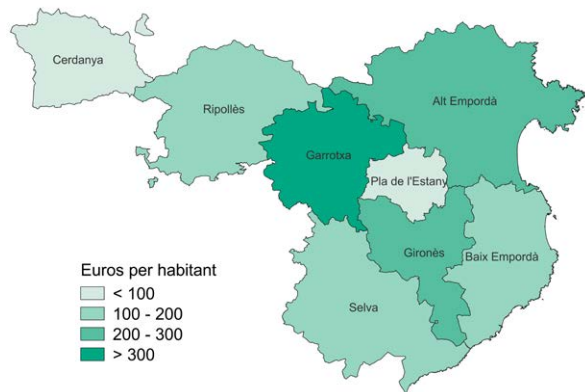 Cerdanya
Ripollès
Alt Empordà
Garrotxa
Pla de l'Estany
Gironès
Baix Empordà
Selva
Euros per habitant
< 100
100 - 200
200 - 300
> 300